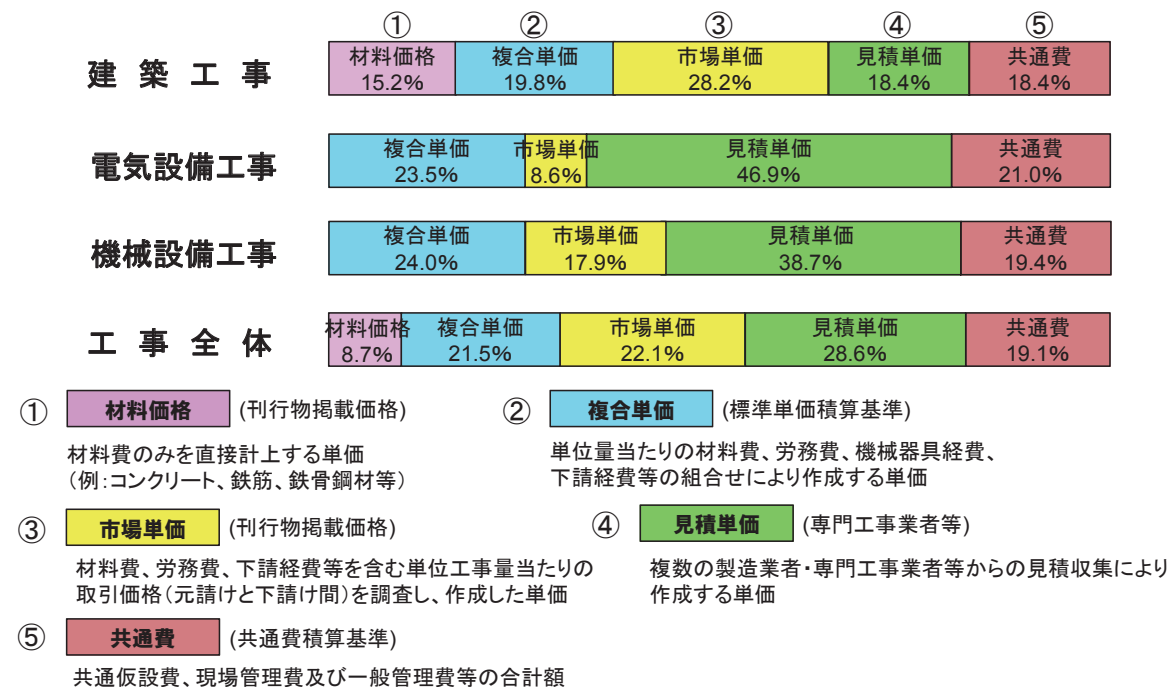 ① ② ③ ④ ⑤
建築工事
材料価格 複合単価 市場単価 見積単価 共通費
15.2% 19.8% 28.2% 18.4% 18.4%
電気設備工事
複合単価 市場単価 見積単価 共通費
23.5% 8.6% 46.9% 21.0%
機械設備工事
複合単価 市場単価 見積単価 共通費
24.0% 17.9% 38.7% 19.4%
工事全体
材料価格 複合単価 市場単価 見積単価 共通費
8.7% 21.5% 22.1% 28.6% 19.1%
① 材料価格 (刊行物掲載価格)
材料費のみを直接計上する単価
(例:コンクリート、鉄筋、鉄骨鋼材等)
② 複合単価 (標準単価積算基準)
単位量当たりの材料費、労務費、機械器具経費、
下請経費等の組合せにより作成する単価
③ 市場単価 (刊行物掲載価格)
材料費、労務費、下請経費等を含む単位工事量当たりの
取引価格(元請けと下請け間)を調査し、作成した単価
④ 見積単価 (専門工事業者等)
複数の製造業者・専門工事業者等からの見積収集により
作成する単価
⑤ 共通費 (共通費積算基準)
共通仮設費、現場管理費及び一般管理費等の合計額